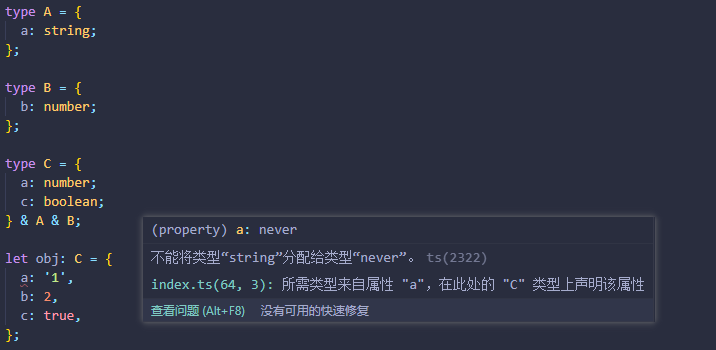 type A = {
  a: string;
};
type B = {
  b: number;
};
type C = {
  a: number;
  c: boolean;
} & A & B;
let obj: C = {
  a: '1',
  b: 2,
  c: true,
};
(property) a: never
不能将类型“string”分配给类型“never”。 ts(2322)
index.ts(64, 3): 所需类型来自属性 "a"，在此处的 "C" 类型上声明该属性
查看问题 (Alt+F8) 没有可用的快速修复